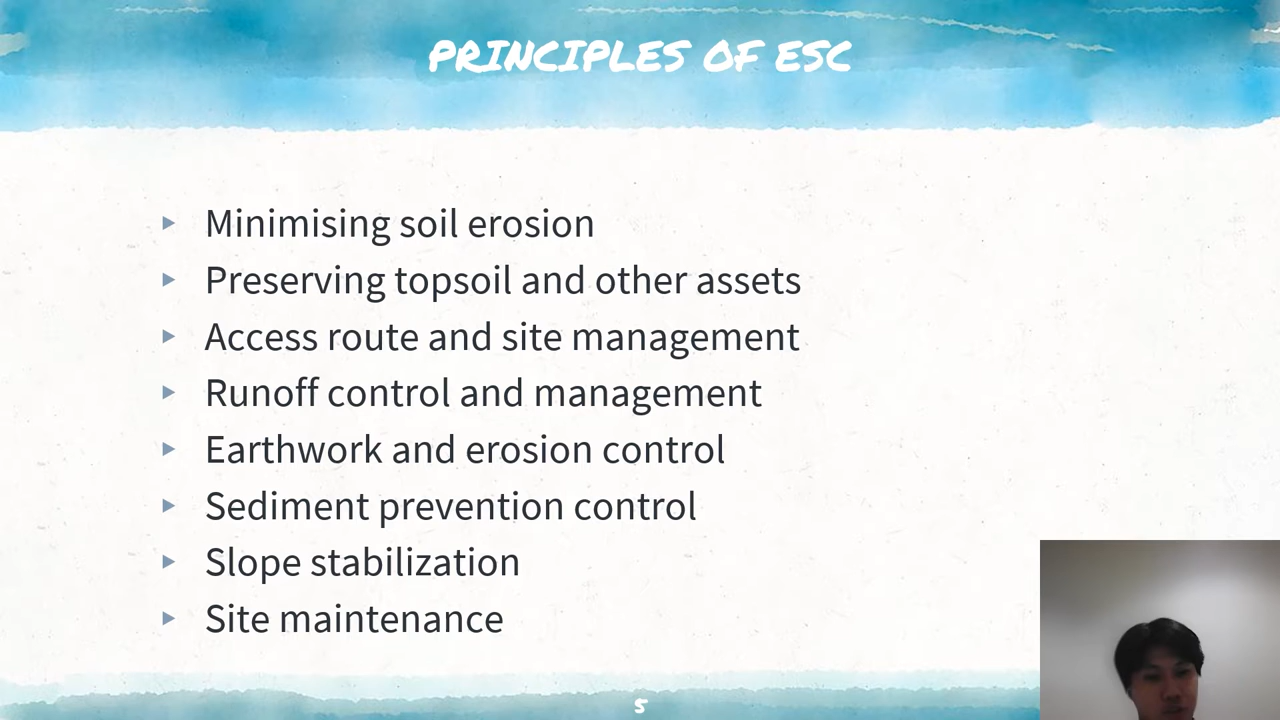 PRINCIPLES OF ESC
Minimising soil erosion
Preserving topsoil and other assets
Access route and site management
Runoff control and management
Earthwork and erosion control
Sediment prevention control
Slope stabilization
Site maintenance
5